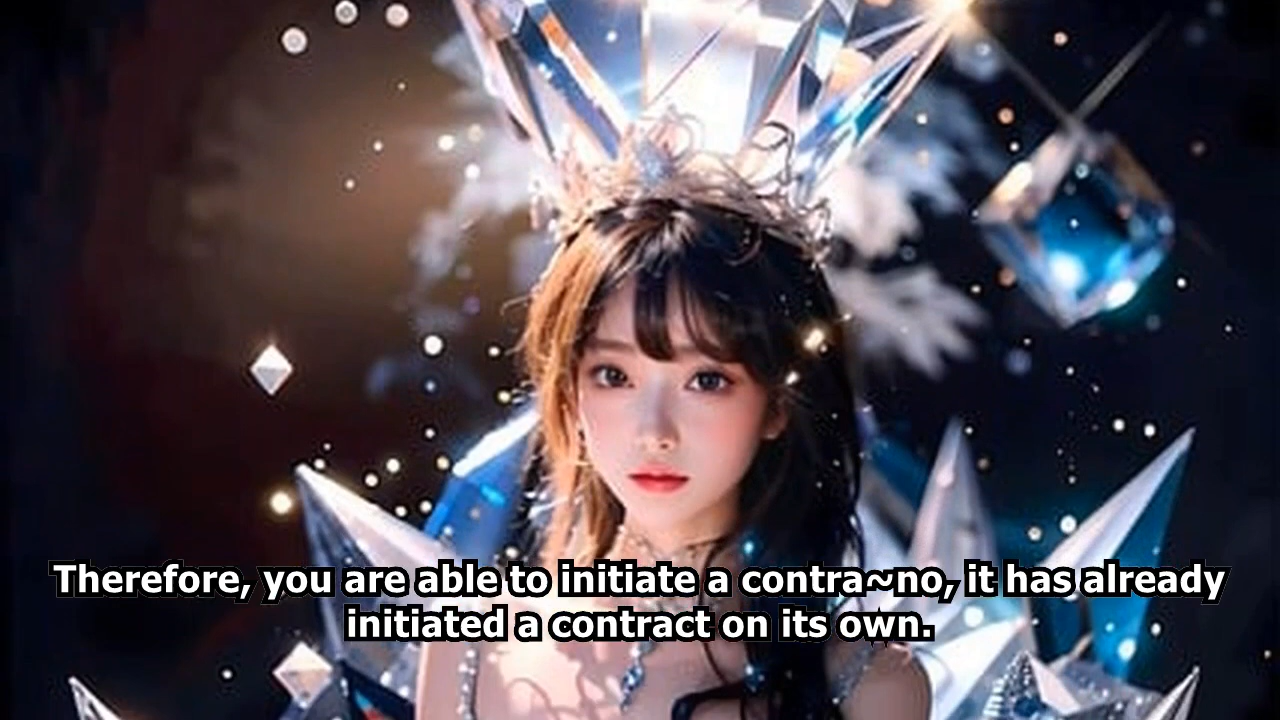 Therefore, you are able to initiate a contra~no, it has already
initiated a contract on its own.